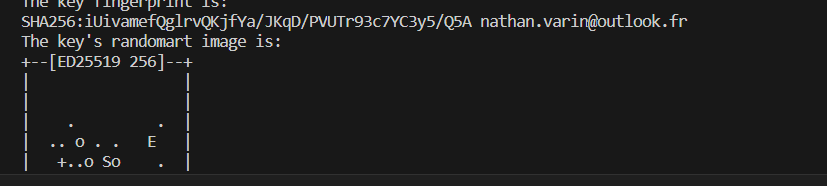 The key fingerprint is:
SHA256:iUivamefQglrvQKjfYa/JKqD/PVUTr93c7YC3y5/Q5A nathan.varin@outlook.fr
The key's randomart image is:
+--[ED25519 256]--+
|                 |
|                 |
|    .         .  |
|  .. o . .   E   |
|   +..o So    .  |